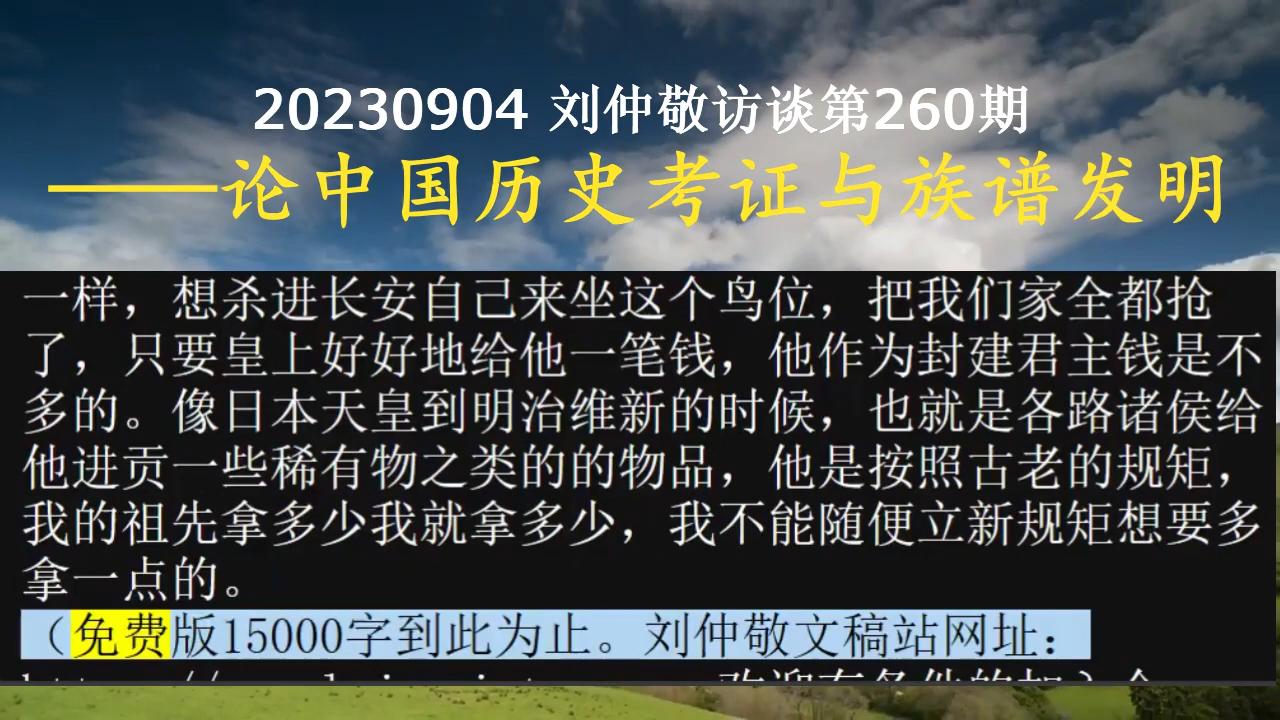 20230904 刘仲敬访谈第260期
——论中国历史考证与族谱发明
一样，想杀进长安自己来坐这个鸟位，把我们家全都抢
了，只要皇上好好地给他一笔钱，他作为封建君主钱是不
多的。像日本天皇到明治维新的时候，也就是各路诸侯给
他进贡一些稀有物之类的的物品，他是按照古老的规矩，
我的祖先拿多少我就拿多少，我不能随便立新规矩想要多
拿一点的。
（免费版15000字到此为止。刘仲敬文稿站网址：